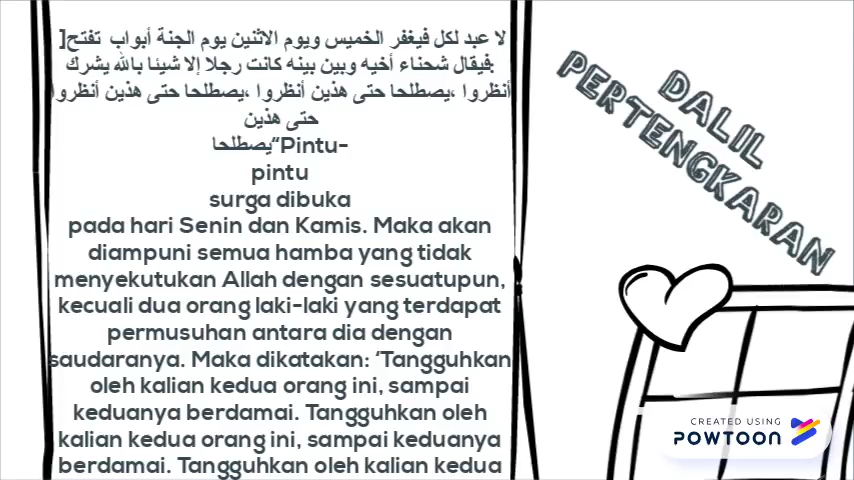 لا عبد لكل فيغفر الخميس ويوم الاثنين يوم الجنة أبواب تفتح[
:فيقال شحناء أخيه وبين بينه كانت رجلا إلا شيئا بالله يشرك
أنظروا ،يصطلحا حتى هذين أنظروا ،يصطلحا حتى هذين أنظروا
حتى هذين
يصطلحا“Pintu-
pintu
surga dibuka
pada hari Senin dan Kamis. Maka akan
diampuni semua hamba yang tidak
menyekutukan Allah dengan sesuatupun,
kecuali dua orang laki-laki yang terdapat
permusuhan antara dia dengan
saudaranya. Maka dikatakan: ‘Tangguhkan
oleh kalian kedua orang ini, sampai
keduanya berdamai. Tangguhkan oleh
kalian kedua orang ini, sampai keduanya
berdamai. Tangguhkan oleh kalian kedua
DALIL
PERTENGKARAN
CREATED USING
POWTOON